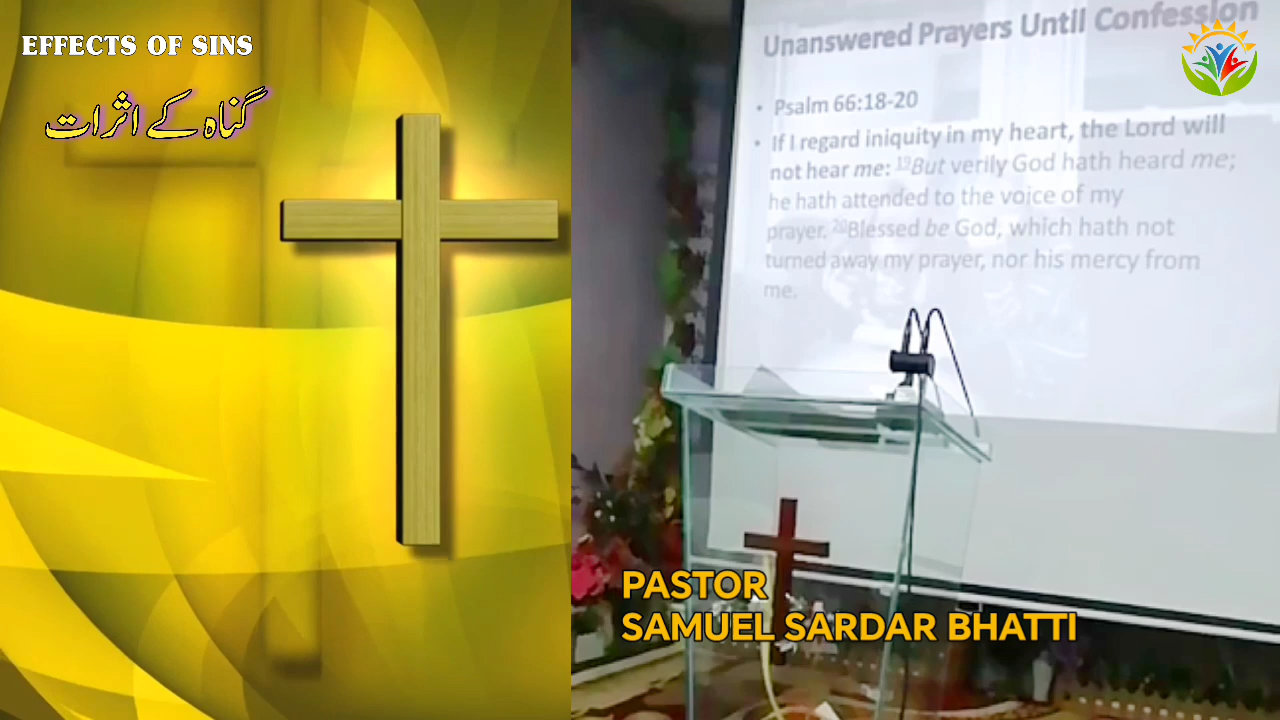 EFFECTS OF SINS
گناہ کے اثرات
Unanswered Prayers Until Confession
• Psalm 66:18-20
• If I regard iniquity in my heart, the Lord will
not hear me: 19But verily God hath heard me;
he hath attended to the voice of my
prayer. 20Blessed be God, which hath not
turned away my prayer, nor his mercy from
me.
PASTOR
SAMUEL SARDAR BHATTI